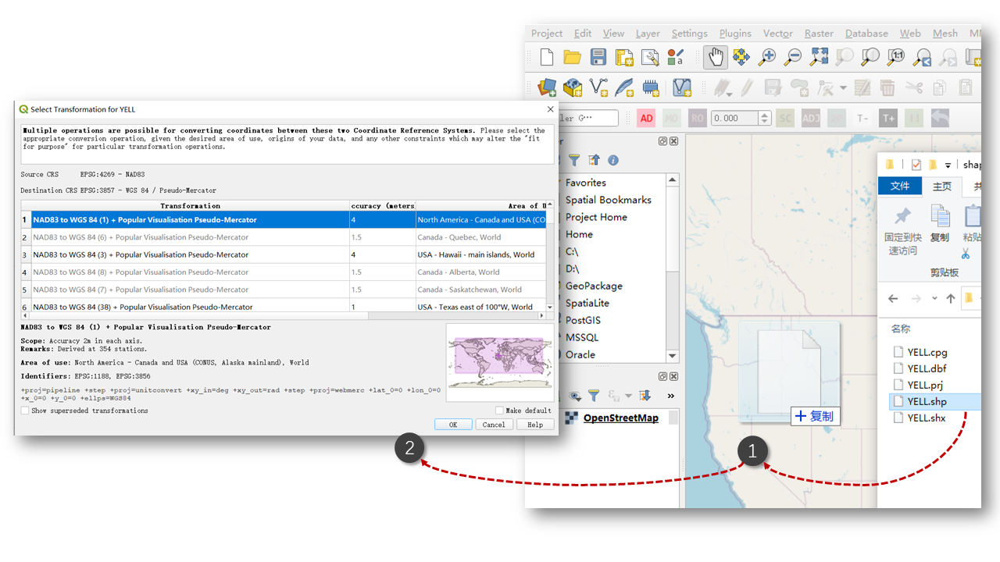 Select Transformation for YELL
Multiple operations are possible for converting coordinates between these two Coordinate Reference Systems. Please select the
appropriate conversion operation, given the desired area of use, origins of your data, and any other constraints which may alter the "fit
for purpose" for particular transformation operations.
Source CRS EPSG:4269 - NAD83
Destination CRS EPSG:3857 - WGS 84 / Pseudo-Mercator
Transformation ccuracy (meters Area of U
1 NAD83 to WGS 84 (1) + Popular Visualisation Pseudo-Mercator 4 North America - Canada and USA (CO
2 NAD83 to WGS 84 (6) + Popular Visualisation Pseudo-Mercator 1.5 Canada - Quebec, World
3 NAD83 to WGS 84 (3) + Popular Visualisation Pseudo-Mercator 4 USA - Hawaii - main islands, World
4 NAD83 to WGS 84 (8) + Popular Visualisation Pseudo-Mercator 1.5 Canada - Alberta, World
5 NAD83 to WGS 84 (7) + Popular Visualisation Pseudo-Mercator 1.5 Canada - Saskatchewan, World
6 NAD83 to WGS 84 (38) + Popular Visualisation Pseudo-Mercator 1 USA - Texas east of 100°W, World
NAD83 to WGS 84 (1) + Popular Visualisation Pseudo-Mercator
Scope: Accuracy 2m in each axis.
Remarks: Derived at 354 stations.
Area of use: North America - Canada and USA (CONUS, Alaska mainland), World
Identifiers: EPSG:1188, EPSG:3856
+proj=pipeline +step +proj=unitconvert +xy_in=deg +xy_out=rad +step +proj=webmerc +lat_0=0 +lon_0=0
+x_0=0 +y_0=0 +ellps=WGS84
Show superseded transformations
Make default
OK Cancel Help
2
Project Edit View Layer Settings Plugins Vector Raster Database Web Mesh MM
1:1
ler G··· AD MO RO 0.000 SC ADJ T- T+
Favorites
Spatial Bookmarks
Project Home
Home
C:\
D:\
GeoPackage
SpatiaLite
PostGIS
MSSQL
Oracle
»
OpenStreetMap
复制
1
shap
文件 主页 共
固定到快
速访问
复制
粘贴
剪贴板
名称
YELL.cpg
YELL.dbf
YELL.prj
YELL.shp
YELL.shx